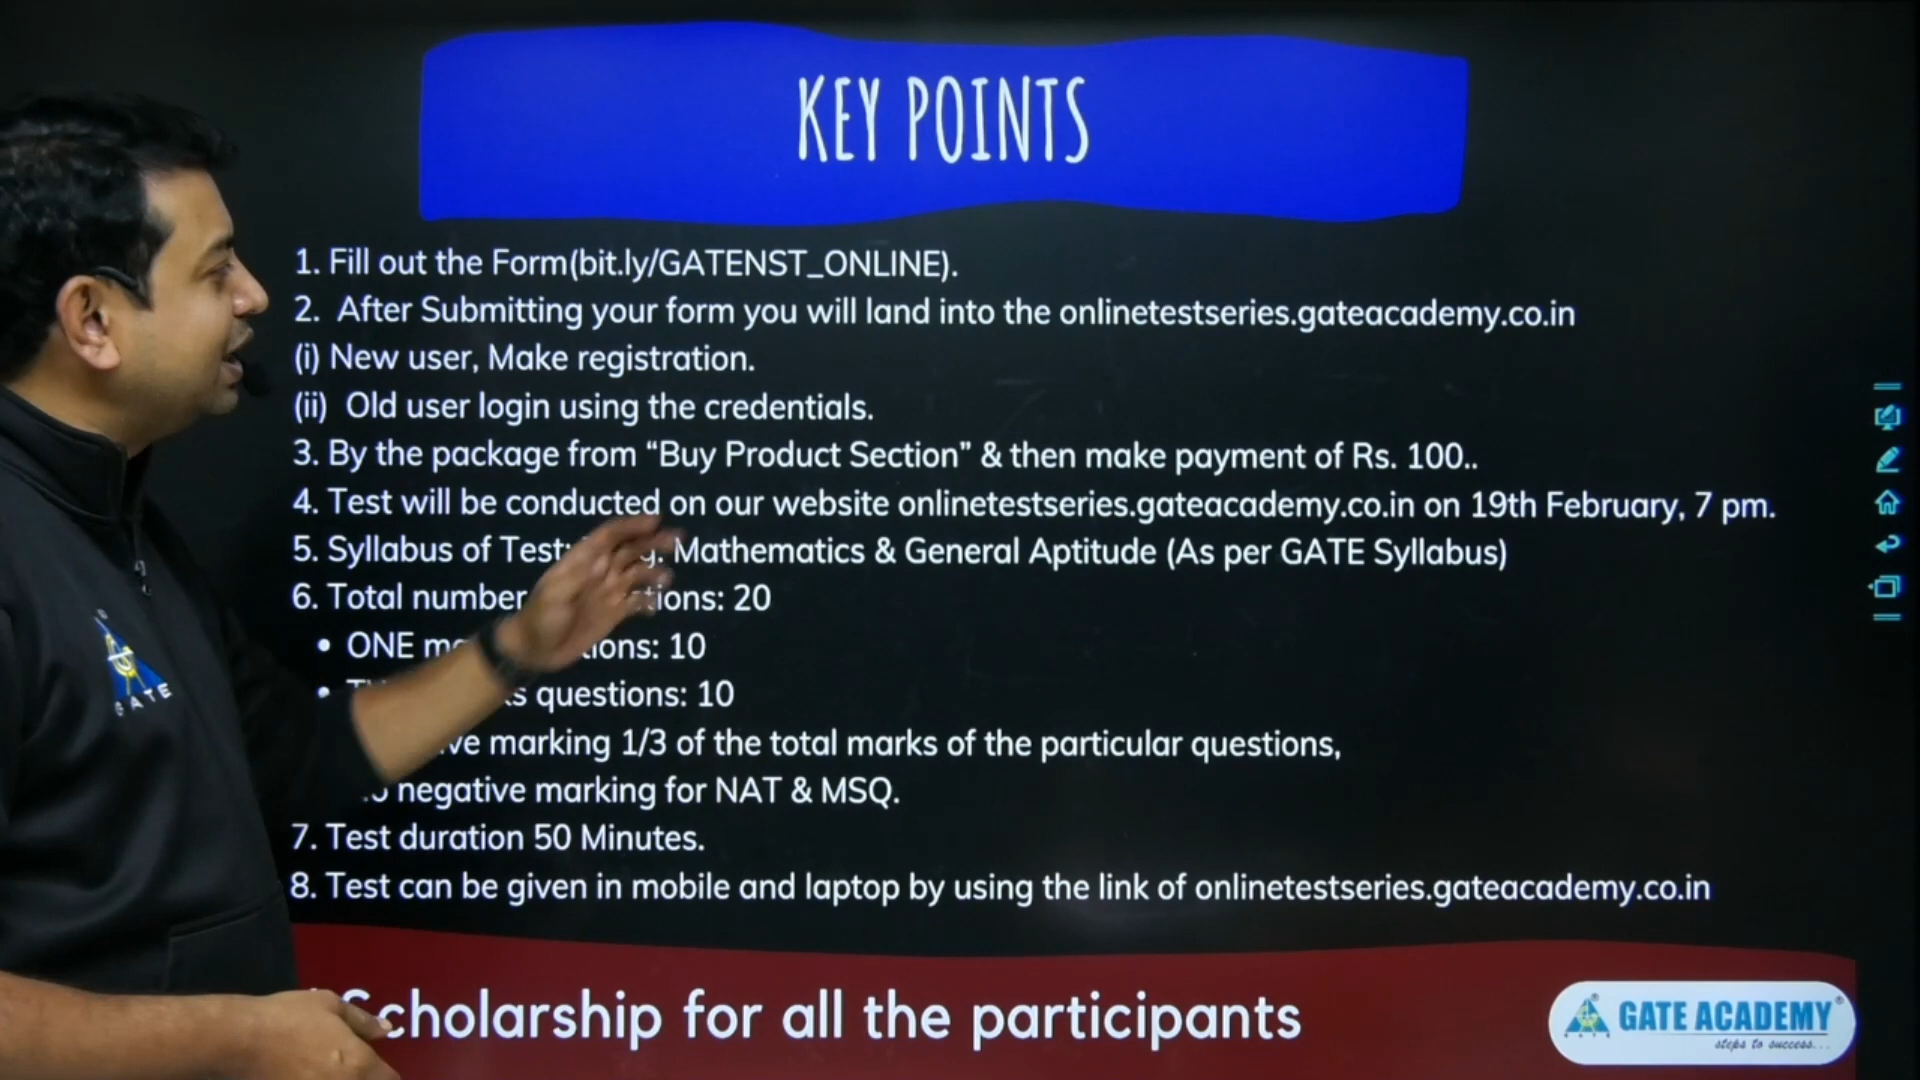 KEY POINTS
1. Fill out the Form(bit.ly/GATENST_ONLINE).
2. After Submitting your form you will land into the onlinetestseries.gateacademy.co.in
(i) New user, Make registration.
(ii) Old user login using the credentials.
3. By the package from “Buy Product Section” & then make payment of Rs. 100..
4. Test will be conducted on our website onlinetestseries.gateacademy.co.in on 19th February, 7 pm.
5. Syllabus of Test: Mathematics & General Aptitude (As per GATE Syllabus)
6. Total number 20
• ONE 10
• questions: 10
marking 1/3 of the total marks of the particular questions,
negative marking for NAT & MSQ.
7. Test duration 50 Minutes.
8. Test can be given in mobile and laptop by using the link of onlinetestseries.gateacademy.co.in
Scholarship for all the participants
GATE ACADEMY®
steps to success...
GATE